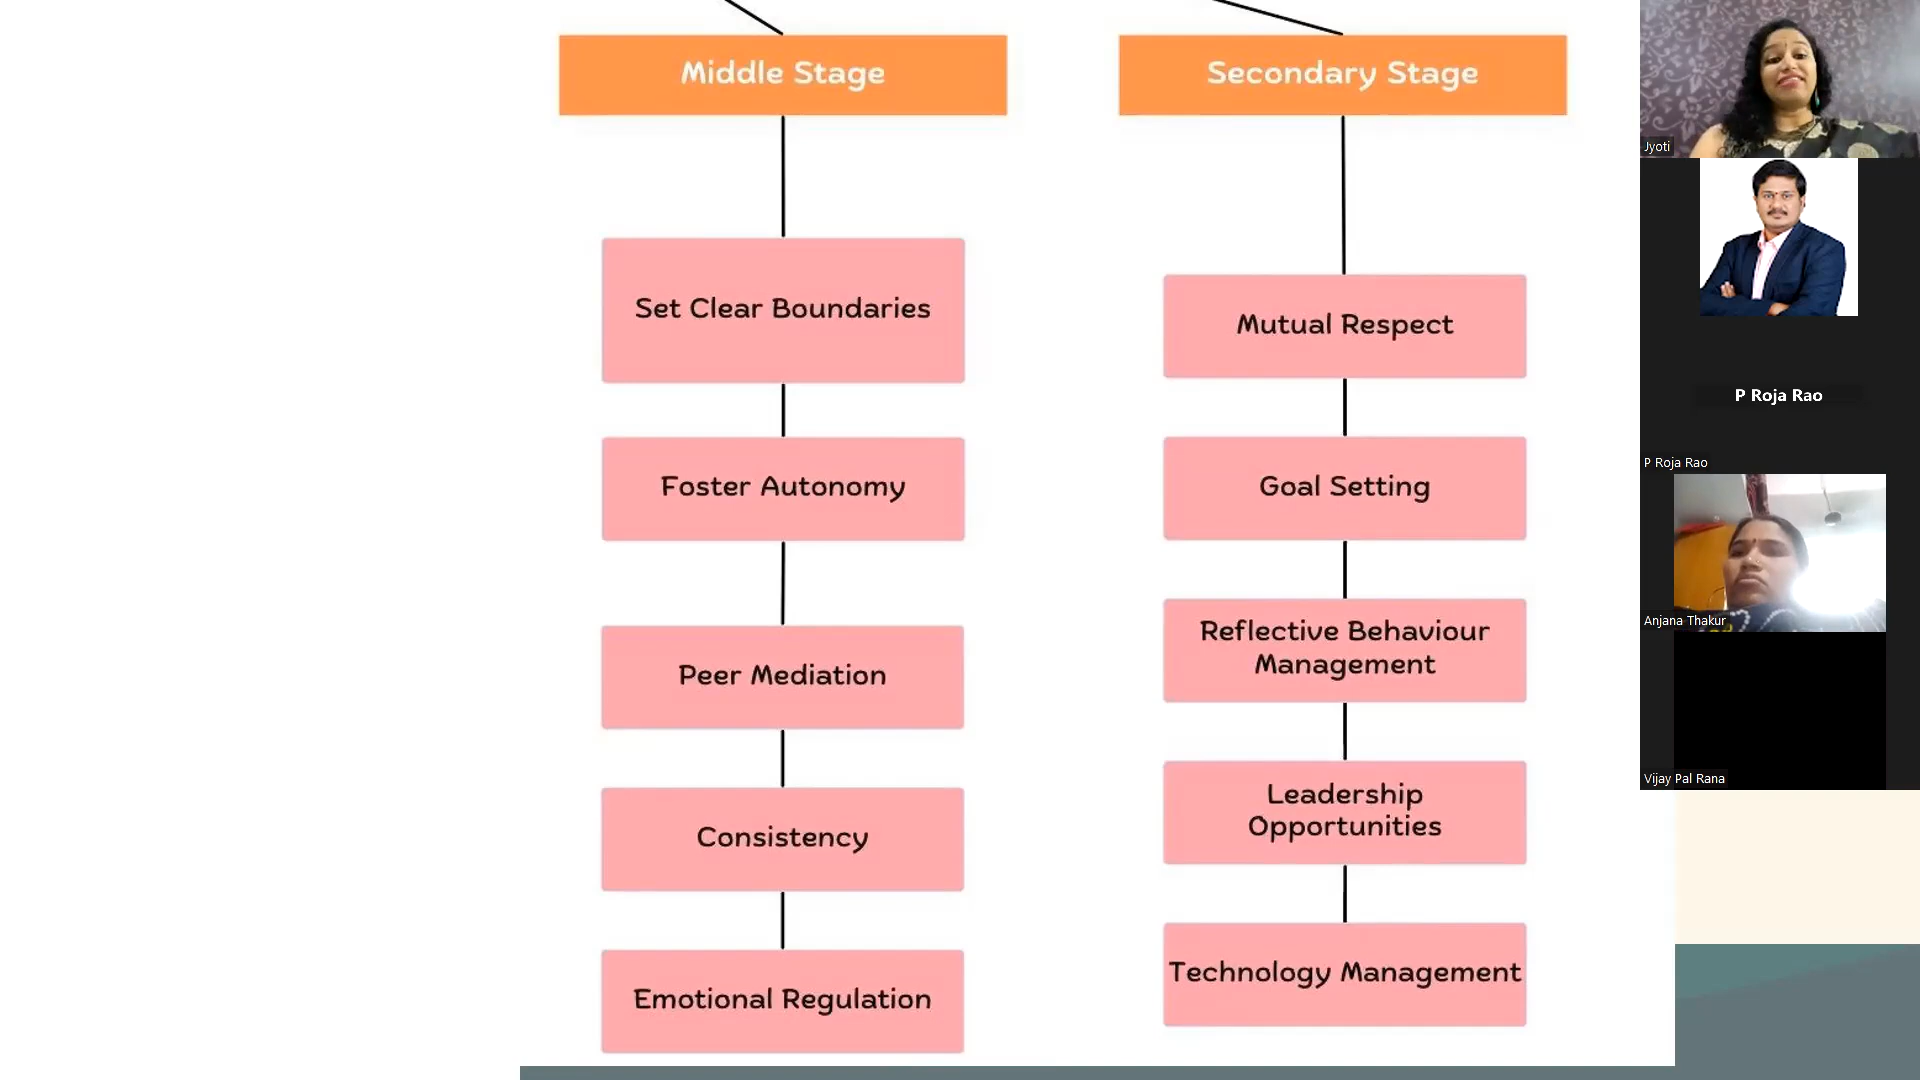 Middle Stage
Set Clear Boundaries
Foster Autonomy
Peer Mediation
Consistency
Emotional Regulation
Secondary Stage
Mutual Respect
Goal Setting
Reflective Behaviour
Management
Leadership
Opportunities
Technology Management
Jyoti
P Roja Rao
P Roja Rao
Anjana Thakur
Vijay Pal Rana